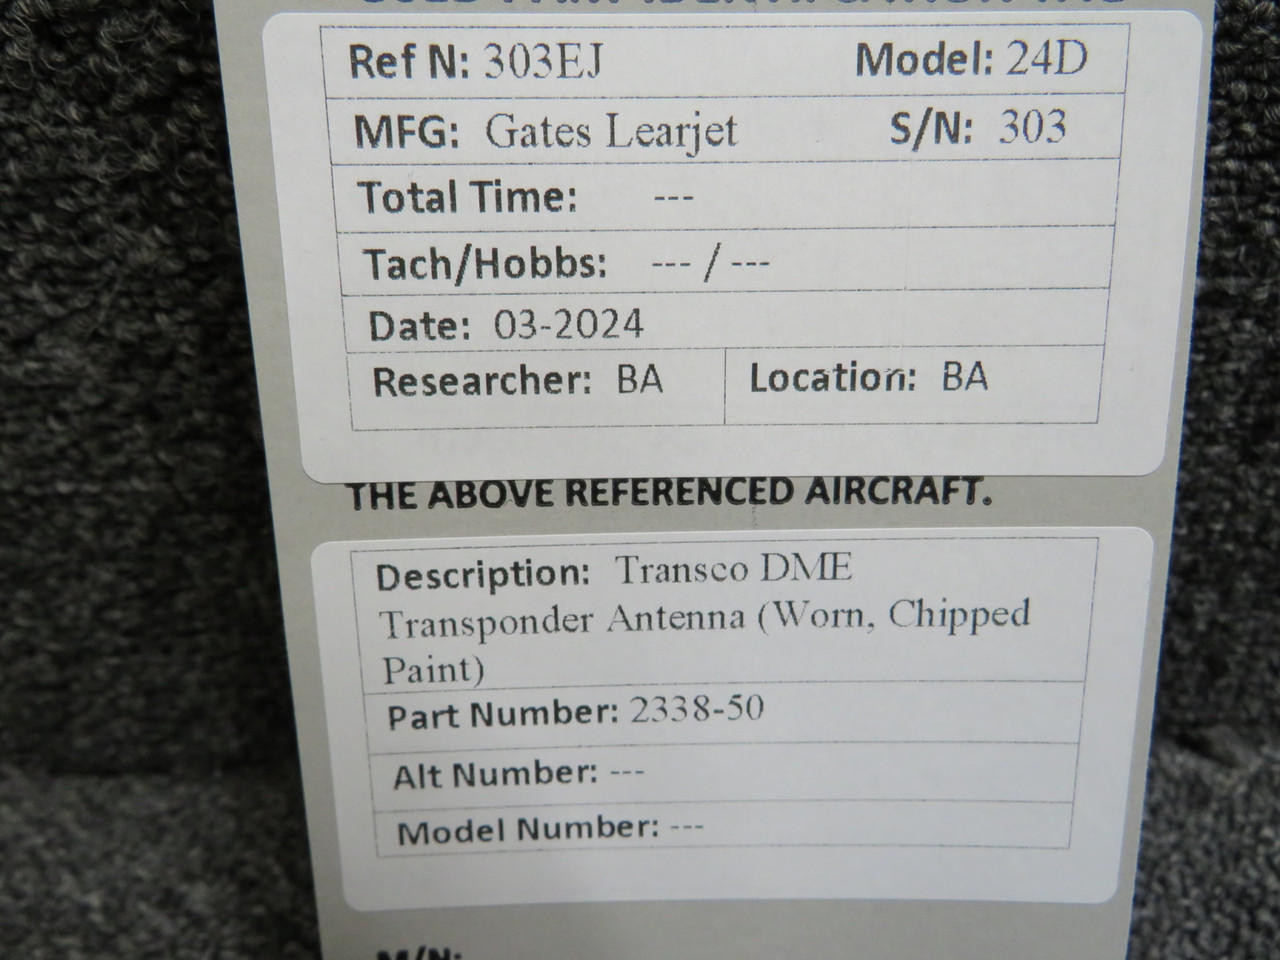 Ref N: 303EJ Model: 24D
MFG: Gates Learjet S/N: 303
Total Time: ---
Tach/Hobbs: --- / ---
Date: 03-2024
Researcher: BA Location: BA
THE ABOVE REFERENCED AIRCRAFT.
Description: Transco DME
Transponder Antenna (Worn, Chipped
Paint)
Part Number: 2338-50
Alt Number: ---
Model Number: ---
M/N: